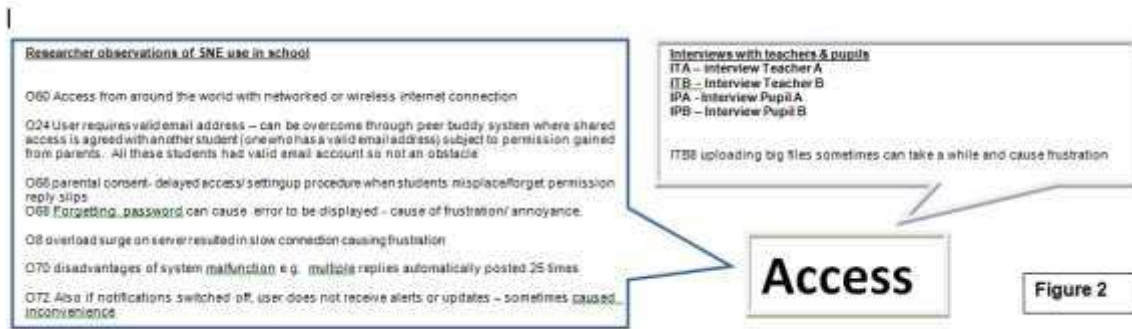 Researcher observations of SNE use in school
O60 Access from around the world with networked or wireless internet connection
O24 User requires valid email address – can be overcome through peer buddy system where shared
access is agreed with another student (one who has a valid email address) subject to permission gained
from parents. All these students had valid email account so not an obstacle
O66 parental consent- delayed access/ setting up procedure when students misplace/forget permission
reply slips
O68 Forgetting password can cause error to be displayed - cause of frustration/ annoyance.
O8 overload surge on server resulted in slow connection causing frustration
O70 disadvantages of system malfunction e.g. multiple replies automatically posted 25 times
O72 Also if notifications switched off, user does not receive alerts or updates – sometimes caused
inconvenience
Interviews with teachers & pupils
ITA – interview Teacher A
ITB – Interview Teacher B
IPA - Interview Pupil A
IPB – Interview Pupil B
ITB8 uploading big files sometimes can take a while and cause frustration
Access
Figure 2